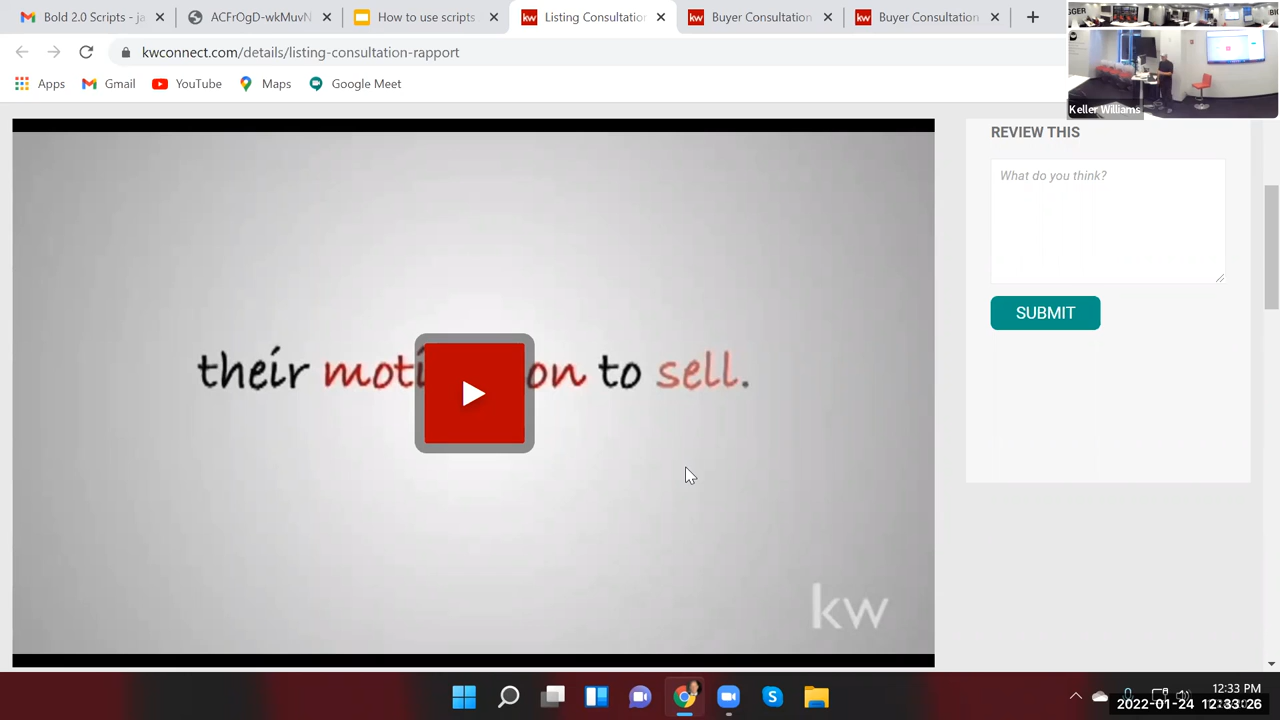 Bold 2.0 Scripts - ja
ACFrOgD-wkMuvN
How to use scripts
Listing Consultation
Buyer Consultation
Buyer Consultation
kwconnect.com/details/listing-consultation-rapport
Apps
Gmail
YouTube
Maps
Google Meet
Keller Williams
REVIEW THIS
What do you think?
SUBMIT
to sell.
their
kw
12:33 PM
2022-01-24 12:33:26